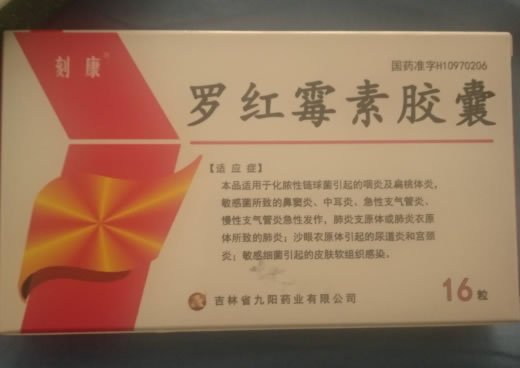 刻康®
国药准字H10970206
罗红霉素胶囊
【适应症】
本品适用于化脓性链球菌引起的咽炎及扁桃体炎，
敏感菌所致的鼻窦炎、中耳炎、急性支气管炎、
慢性支气管炎急性发作，肺炎支原体或肺炎衣原
体所致的肺炎；沙眼衣原体引起的尿道炎和宫颈
炎；敏感细菌引起的皮肤软组织感染。
吉林省九阳药业有限公司
16粒